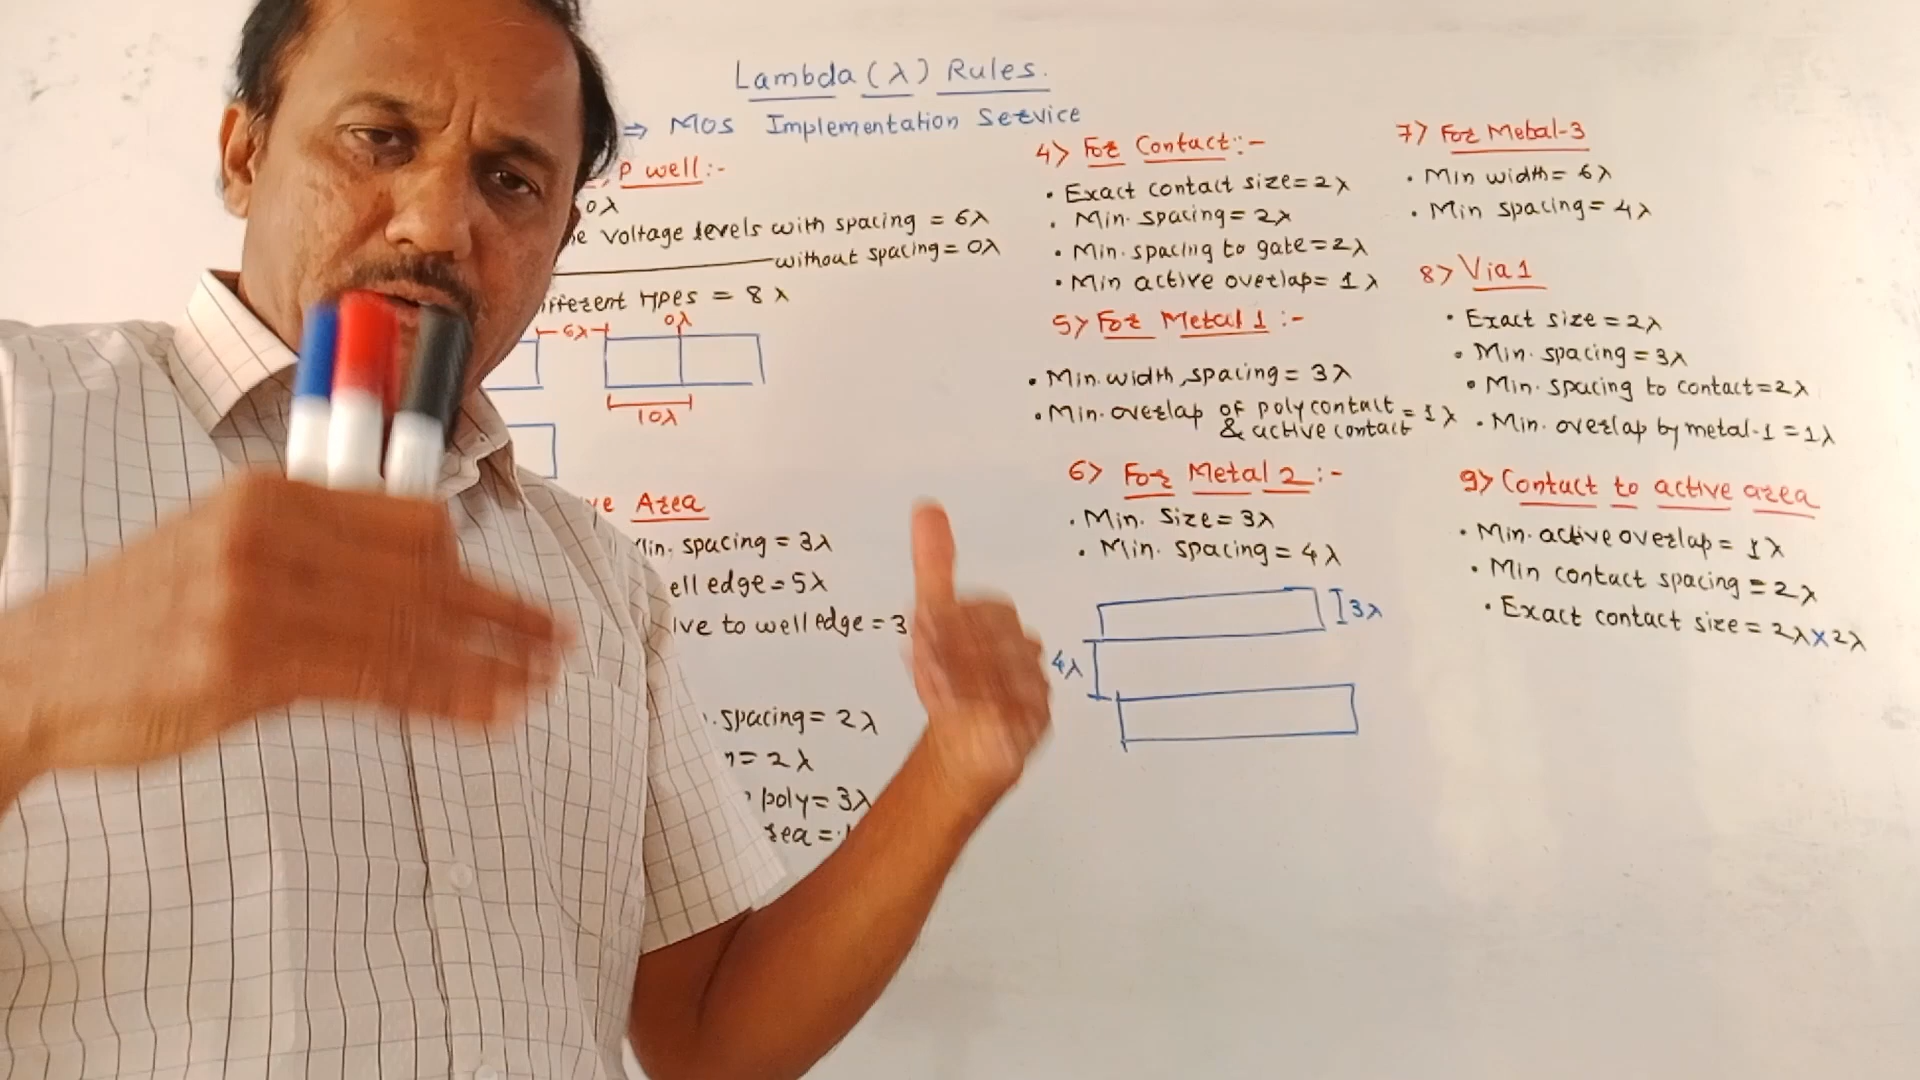 Lambda (λ) Rules.
⇒ MOS Implementation Service
P well:-
0λ
voltage levels with spacing = 6λ
without spacing = 0λ
fferent types = 8λ
6λ
0λ
10λ
ve Area
Min. spacing = 3λ
ell edge = 5λ
ive to well edge = 3
spacing = 2λ
n = 2λ
poly = 3λ
rea =
4> For Contact:-
• Exact contact size = 2λ
• Min. spacing = 2λ
• Min. spacing to gate = 2λ
• Min active overlap = 1λ
5> For Metal 1 :-
• Min. width, spacing = 3λ
• Min. overlap of poly contact & active contact = 1λ
6> For Metal 2 :-
• Min. Size = 3λ
• Min. spacing = 4λ
3λ
4λ
7> For Metal-3
• Min width = 6λ
• Min spacing = 4λ
8> Via1
• Exact size = 2λ
• Min. spacing = 3λ
• Min. spacing to contact = 2λ
• Min. overlap by metal-1 = 1λ
9> Contact to active area
• Min. active overlap = 1λ
• Min contact spacing = 2λ
• Exact contact size = 2λ x 2λ